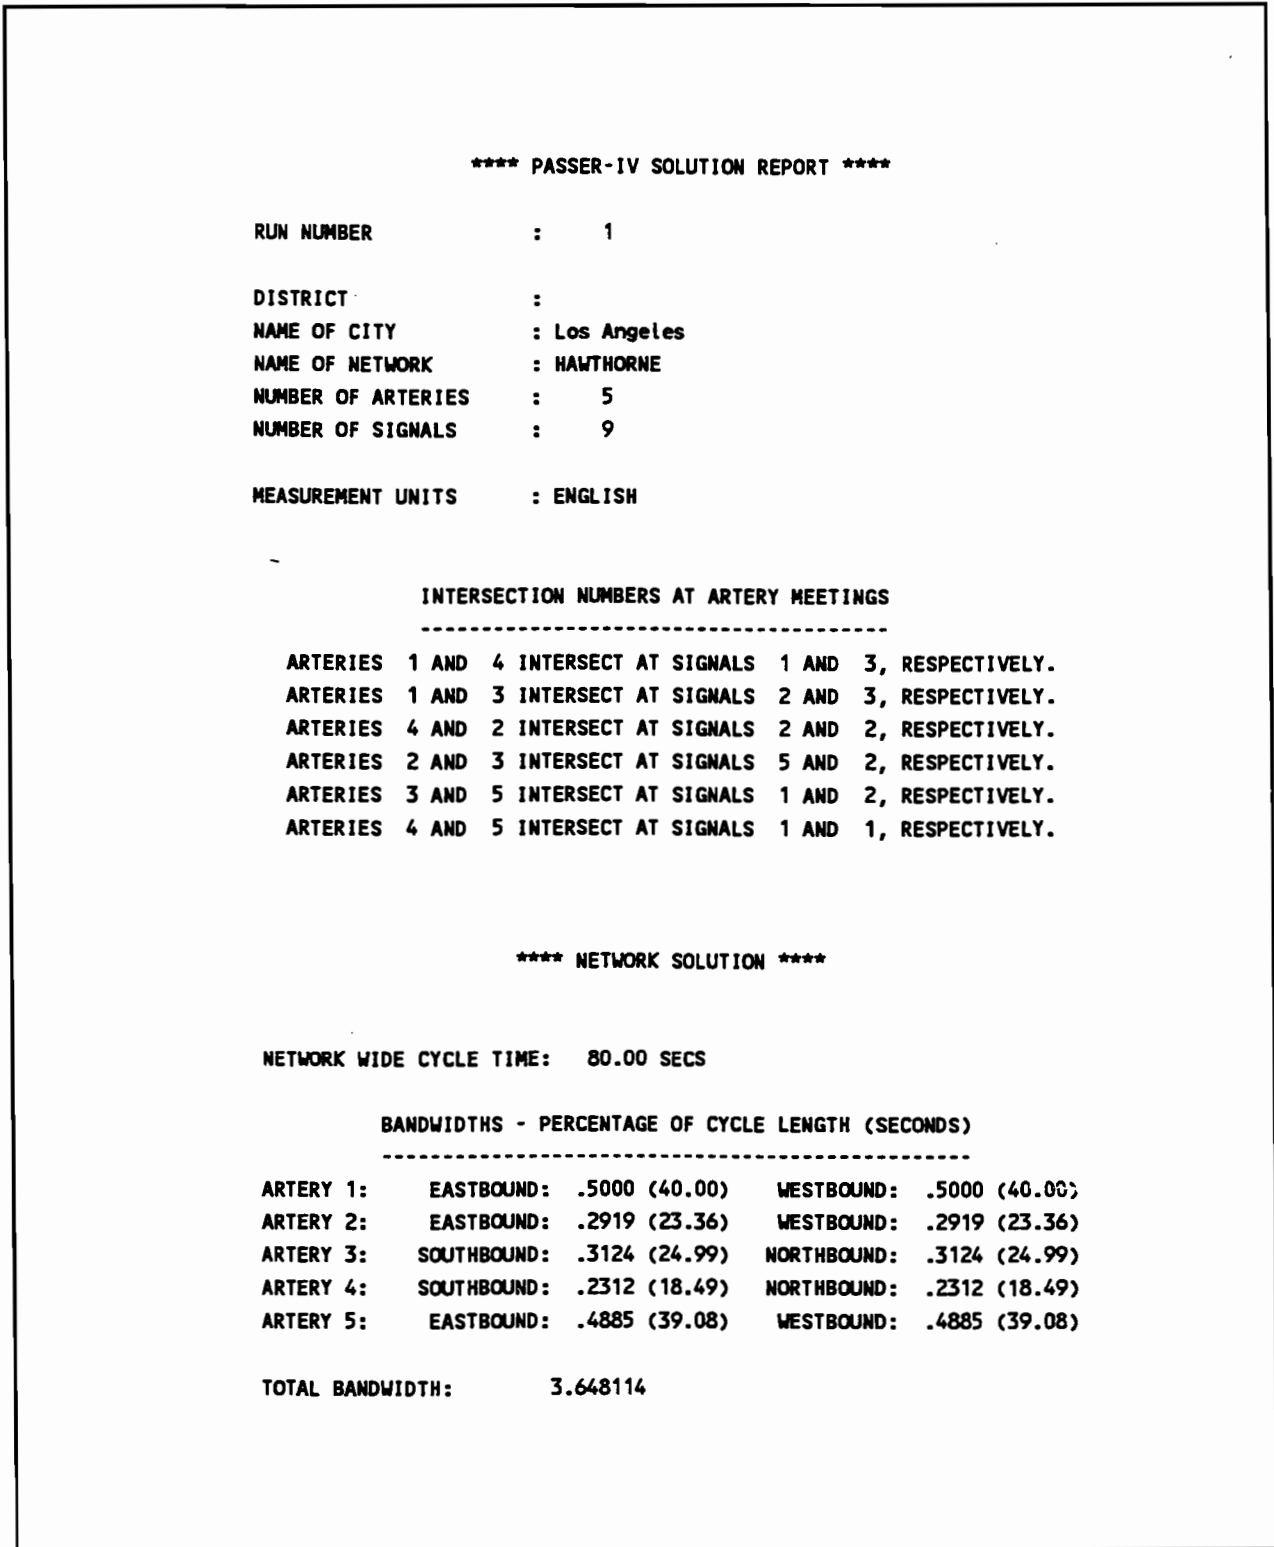 **** PASSER-IV SOLUTION REPORT ****
RUN NUMBER : 1
DISTRICT :
NAME OF CITY : Los Angeles
NAME OF NETWORK : HAWTHORNE
NUMBER OF ARTERIES : 5
NUMBER OF SIGNALS : 9
MEASUREMENT UNITS : ENGLISH
INTERSECTION NUMBERS AT ARTERY MEETINGS
---------------------------------------
ARTERIES 1 AND 4 INTERSECT AT SIGNALS 1 AND 3, RESPECTIVELY.
ARTERIES 1 AND 3 INTERSECT AT SIGNALS 2 AND 3, RESPECTIVELY.
ARTERIES 4 AND 2 INTERSECT AT SIGNALS 2 AND 2, RESPECTIVELY.
ARTERIES 2 AND 3 INTERSECT AT SIGNALS 5 AND 2, RESPECTIVELY.
ARTERIES 3 AND 5 INTERSECT AT SIGNALS 1 AND 2, RESPECTIVELY.
ARTERIES 4 AND 5 INTERSECT AT SIGNALS 1 AND 1, RESPECTIVELY.
**** NETWORK SOLUTION ****
NETWORK WIDE CYCLE TIME: 80.00 SECS
BANDWIDTHS - PERCENTAGE OF CYCLE LENGTH (SECONDS)
-------------------------------------------------
ARTERY 1: EASTBOUND: .5000 (40.00) WESTBOUND: .5000 (40.00)
ARTERY 2: EASTBOUND: .2919 (23.36) WESTBOUND: .2919 (23.36)
ARTERY 3: SOUTHBOUND: .3124 (24.99) NORTHBOUND: .3124 (24.99)
ARTERY 4: SOUTHBOUND: .2312 (18.49) NORTHBOUND: .2312 (18.49)
ARTERY 5: EASTBOUND: .4885 (39.08) WESTBOUND: .4885 (39.08)
TOTAL BANDWIDTH: 3.648114